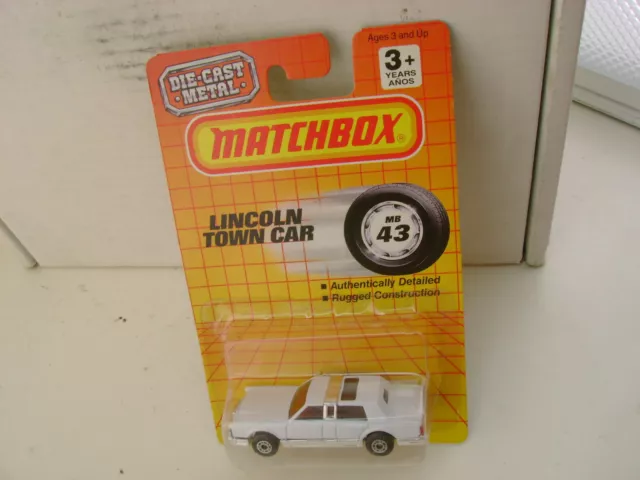 Ages 3 and Up
DIE-CAST
METAL
3+
YEARS
AÑOS
MATCHBOX®
LINCOLN
TOWN CAR
MB
43
■ Authentically Detailed
■ Rugged Construction